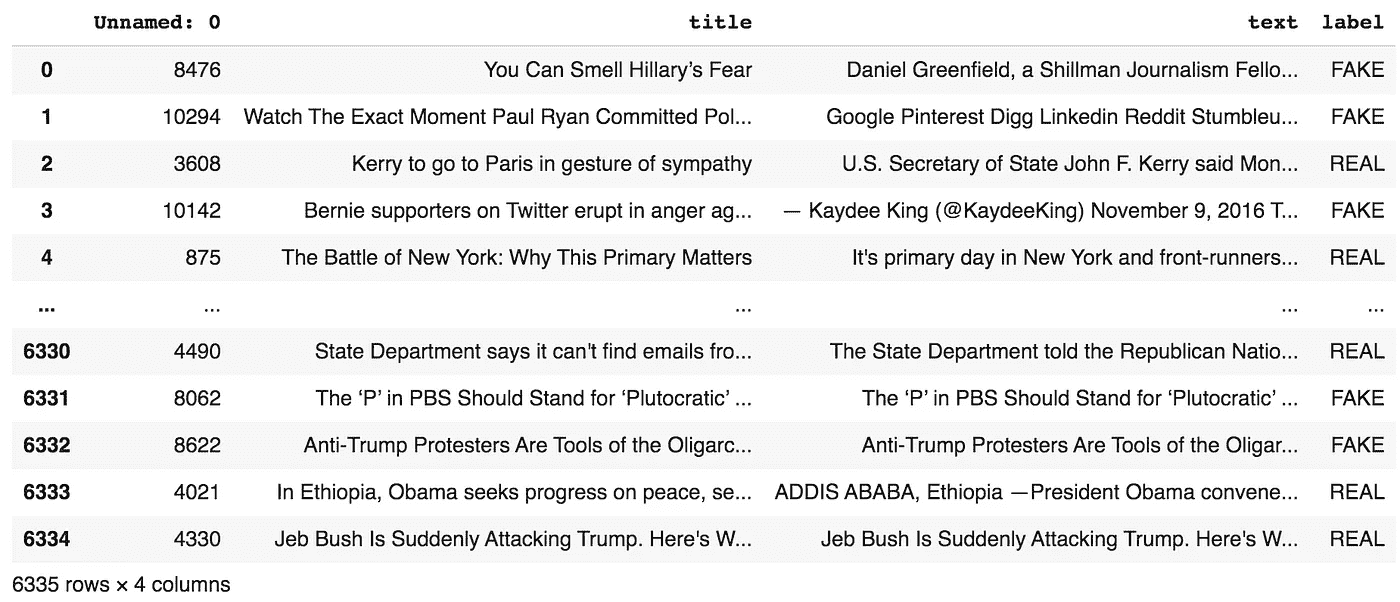 Unnamed: 0 title text label
0 8476 You Can Smell Hillary’s Fear Daniel Greenfield, a Shillman Journalism Fello... FAKE
1 10294 Watch The Exact Moment Paul Ryan Committed Pol... Google Pinterest Digg Linkedin Reddit Stumbleu... FAKE
2 3608 Kerry to go to Paris in gesture of sympathy U.S. Secretary of State John F. Kerry said Mon... REAL
3 10142 Bernie supporters on Twitter erupt in anger ag... — Kaydee King (@KaydeeKing) November 9, 2016 T... FAKE
4 875 The Battle of New York: Why This Primary Matters It's primary day in New York and front-runners... REAL
... ... ... ... ...
6330 4490 State Department says it can't find emails fro... The State Department told the Republican Natio... REAL
6331 8062 The ‘P’ in PBS Should Stand for ‘Plutocratic’ ... The ‘P’ in PBS Should Stand for ‘Plutocratic’ ... FAKE
6332 8622 Anti-Trump Protesters Are Tools of the Oligarc... Anti-Trump Protesters Are Tools of the Oligar... FAKE
6333 4021 In Ethiopia, Obama seeks progress on peace, se... ADDIS ABABA, Ethiopia —President Obama convene... REAL
6334 4330 Jeb Bush Is Suddenly Attacking Trump. Here's W... Jeb Bush Is Suddenly Attacking Trump. Here's W... REAL
6335 rows × 4 columns